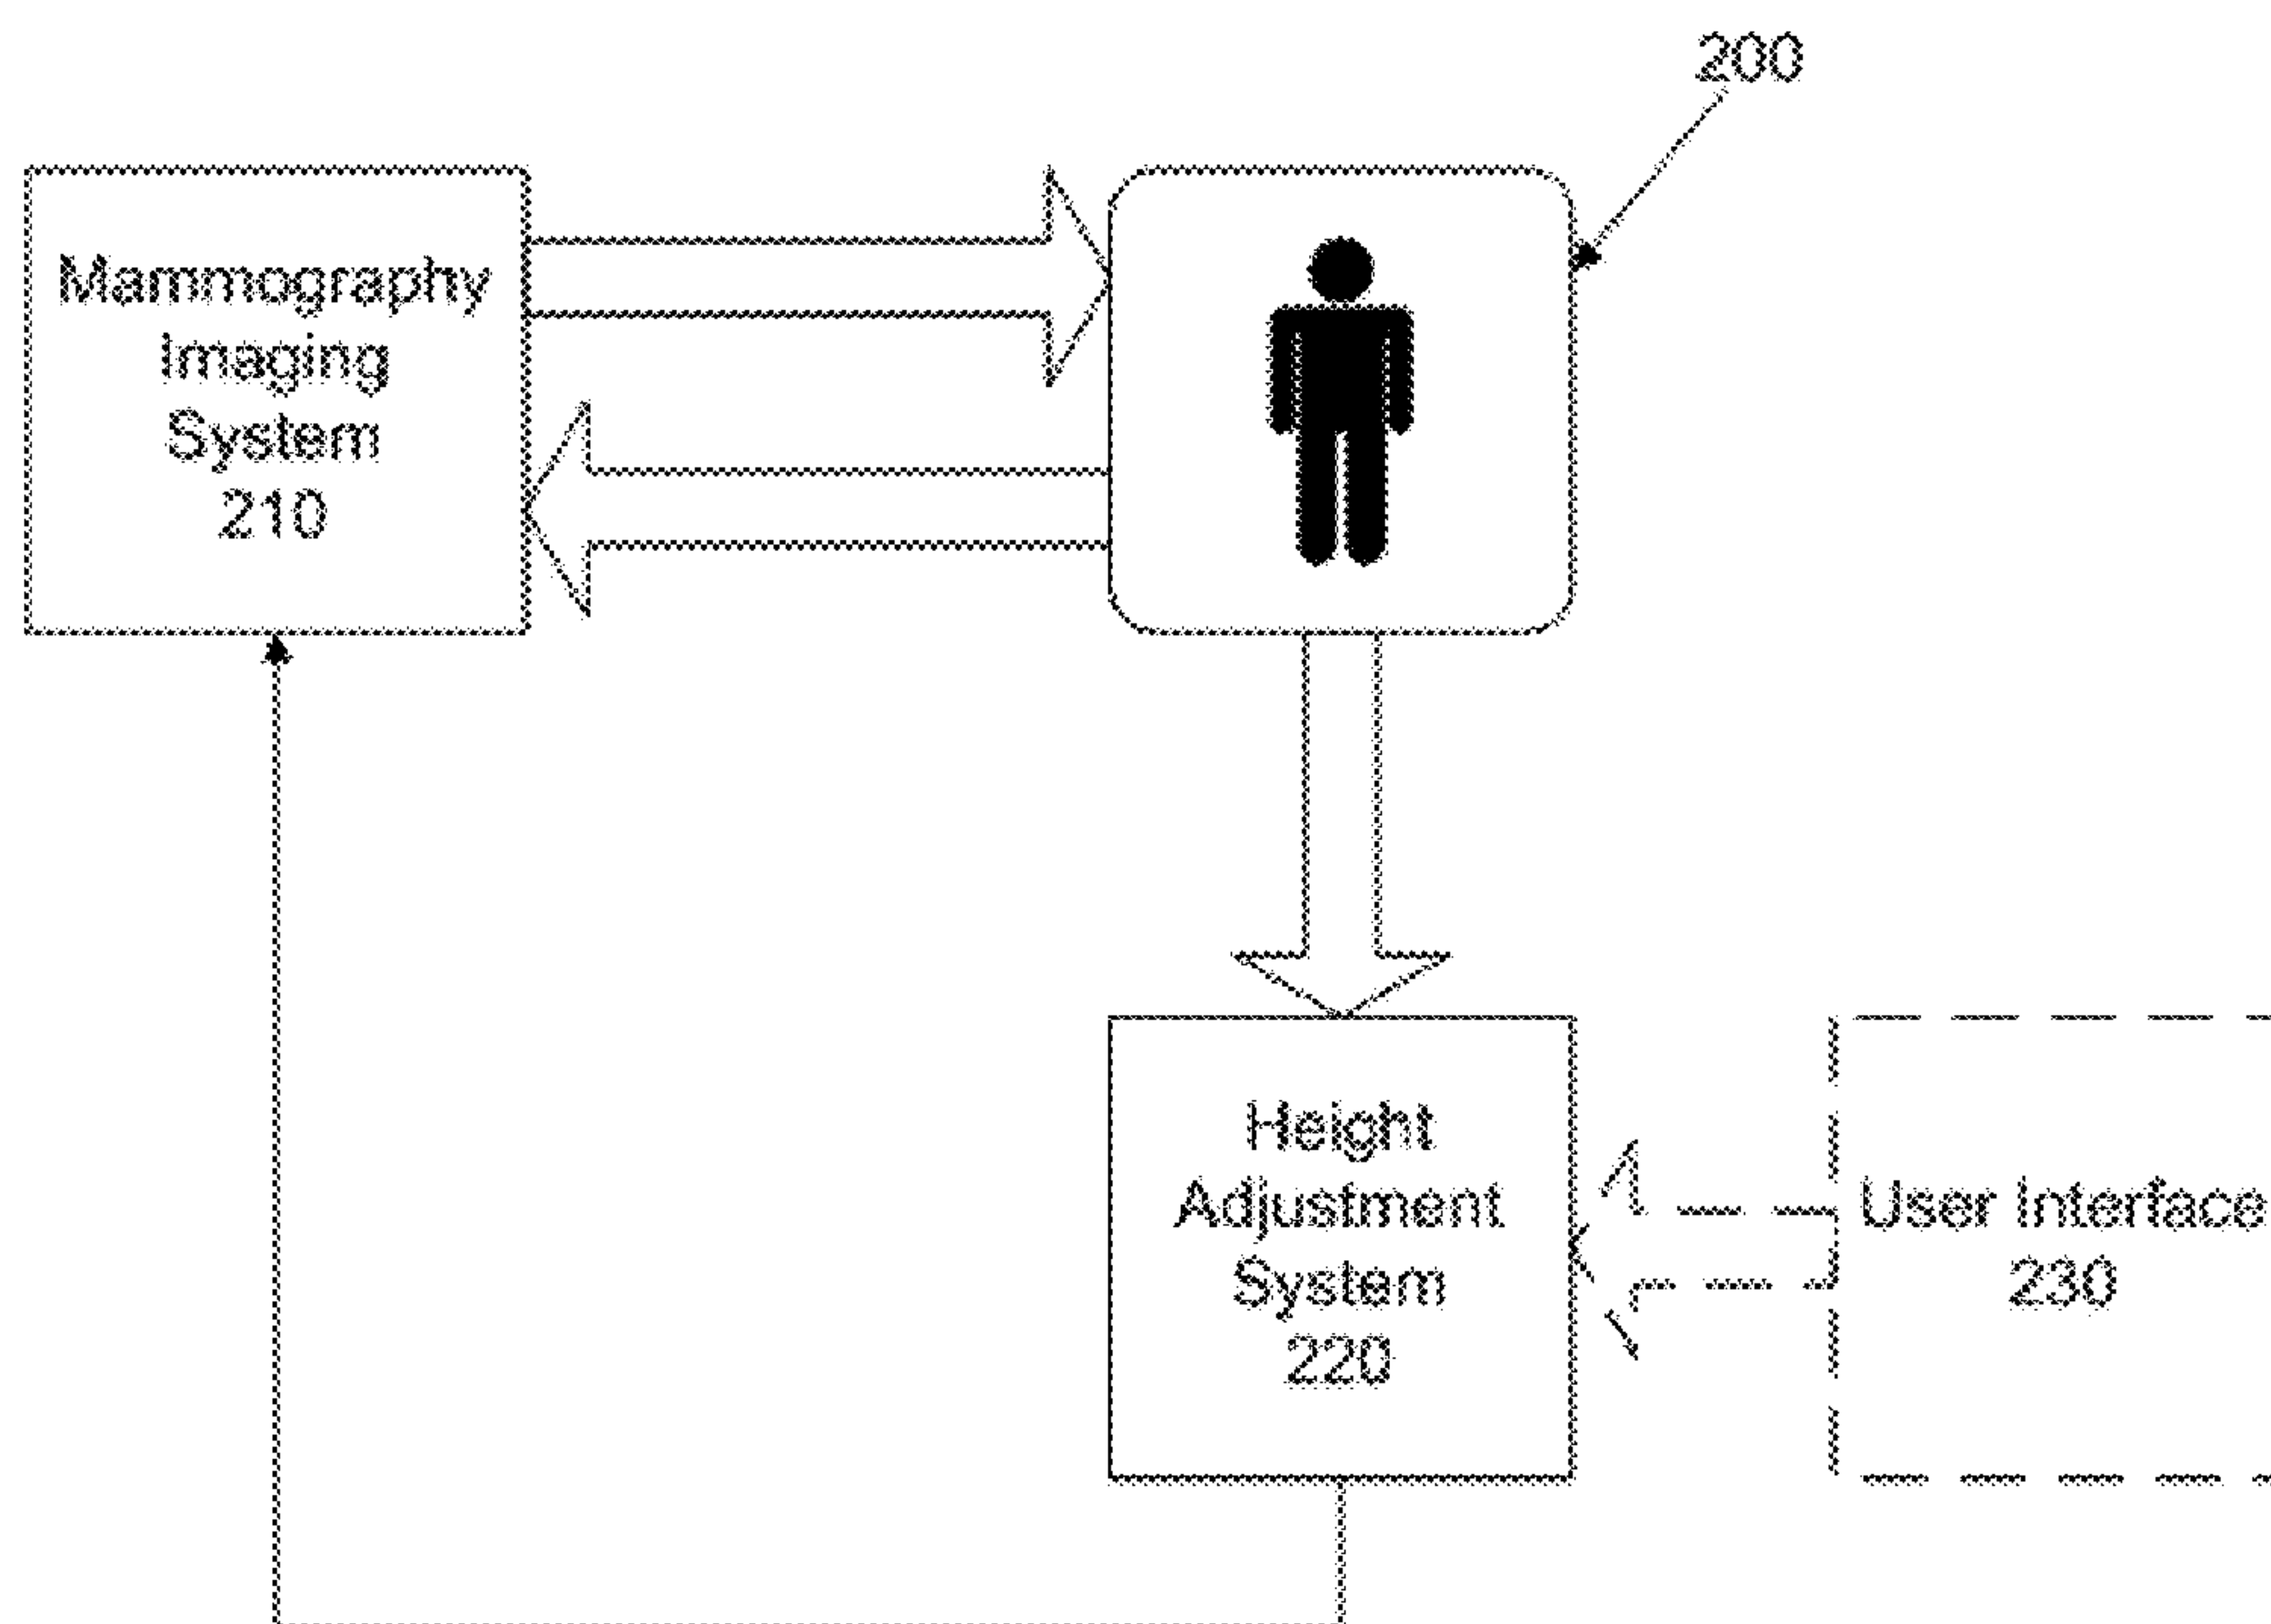 200
Mammography
Imaging
System
210
Height
Adjustment
System
220
User Interface
230